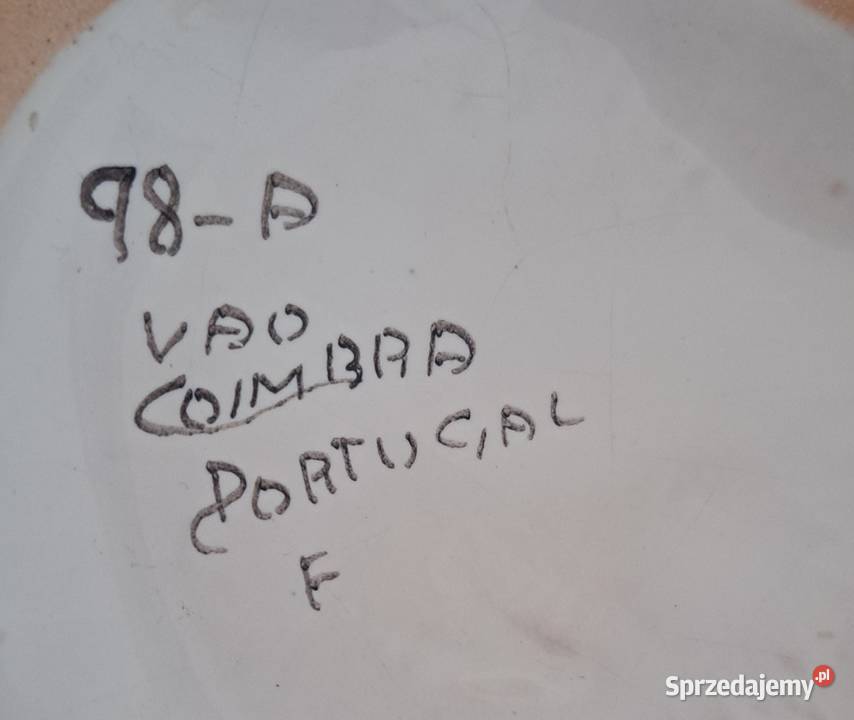 98-A
VAO
COIMBRA
PORTUGAL
F
Sprzedajemy.pl